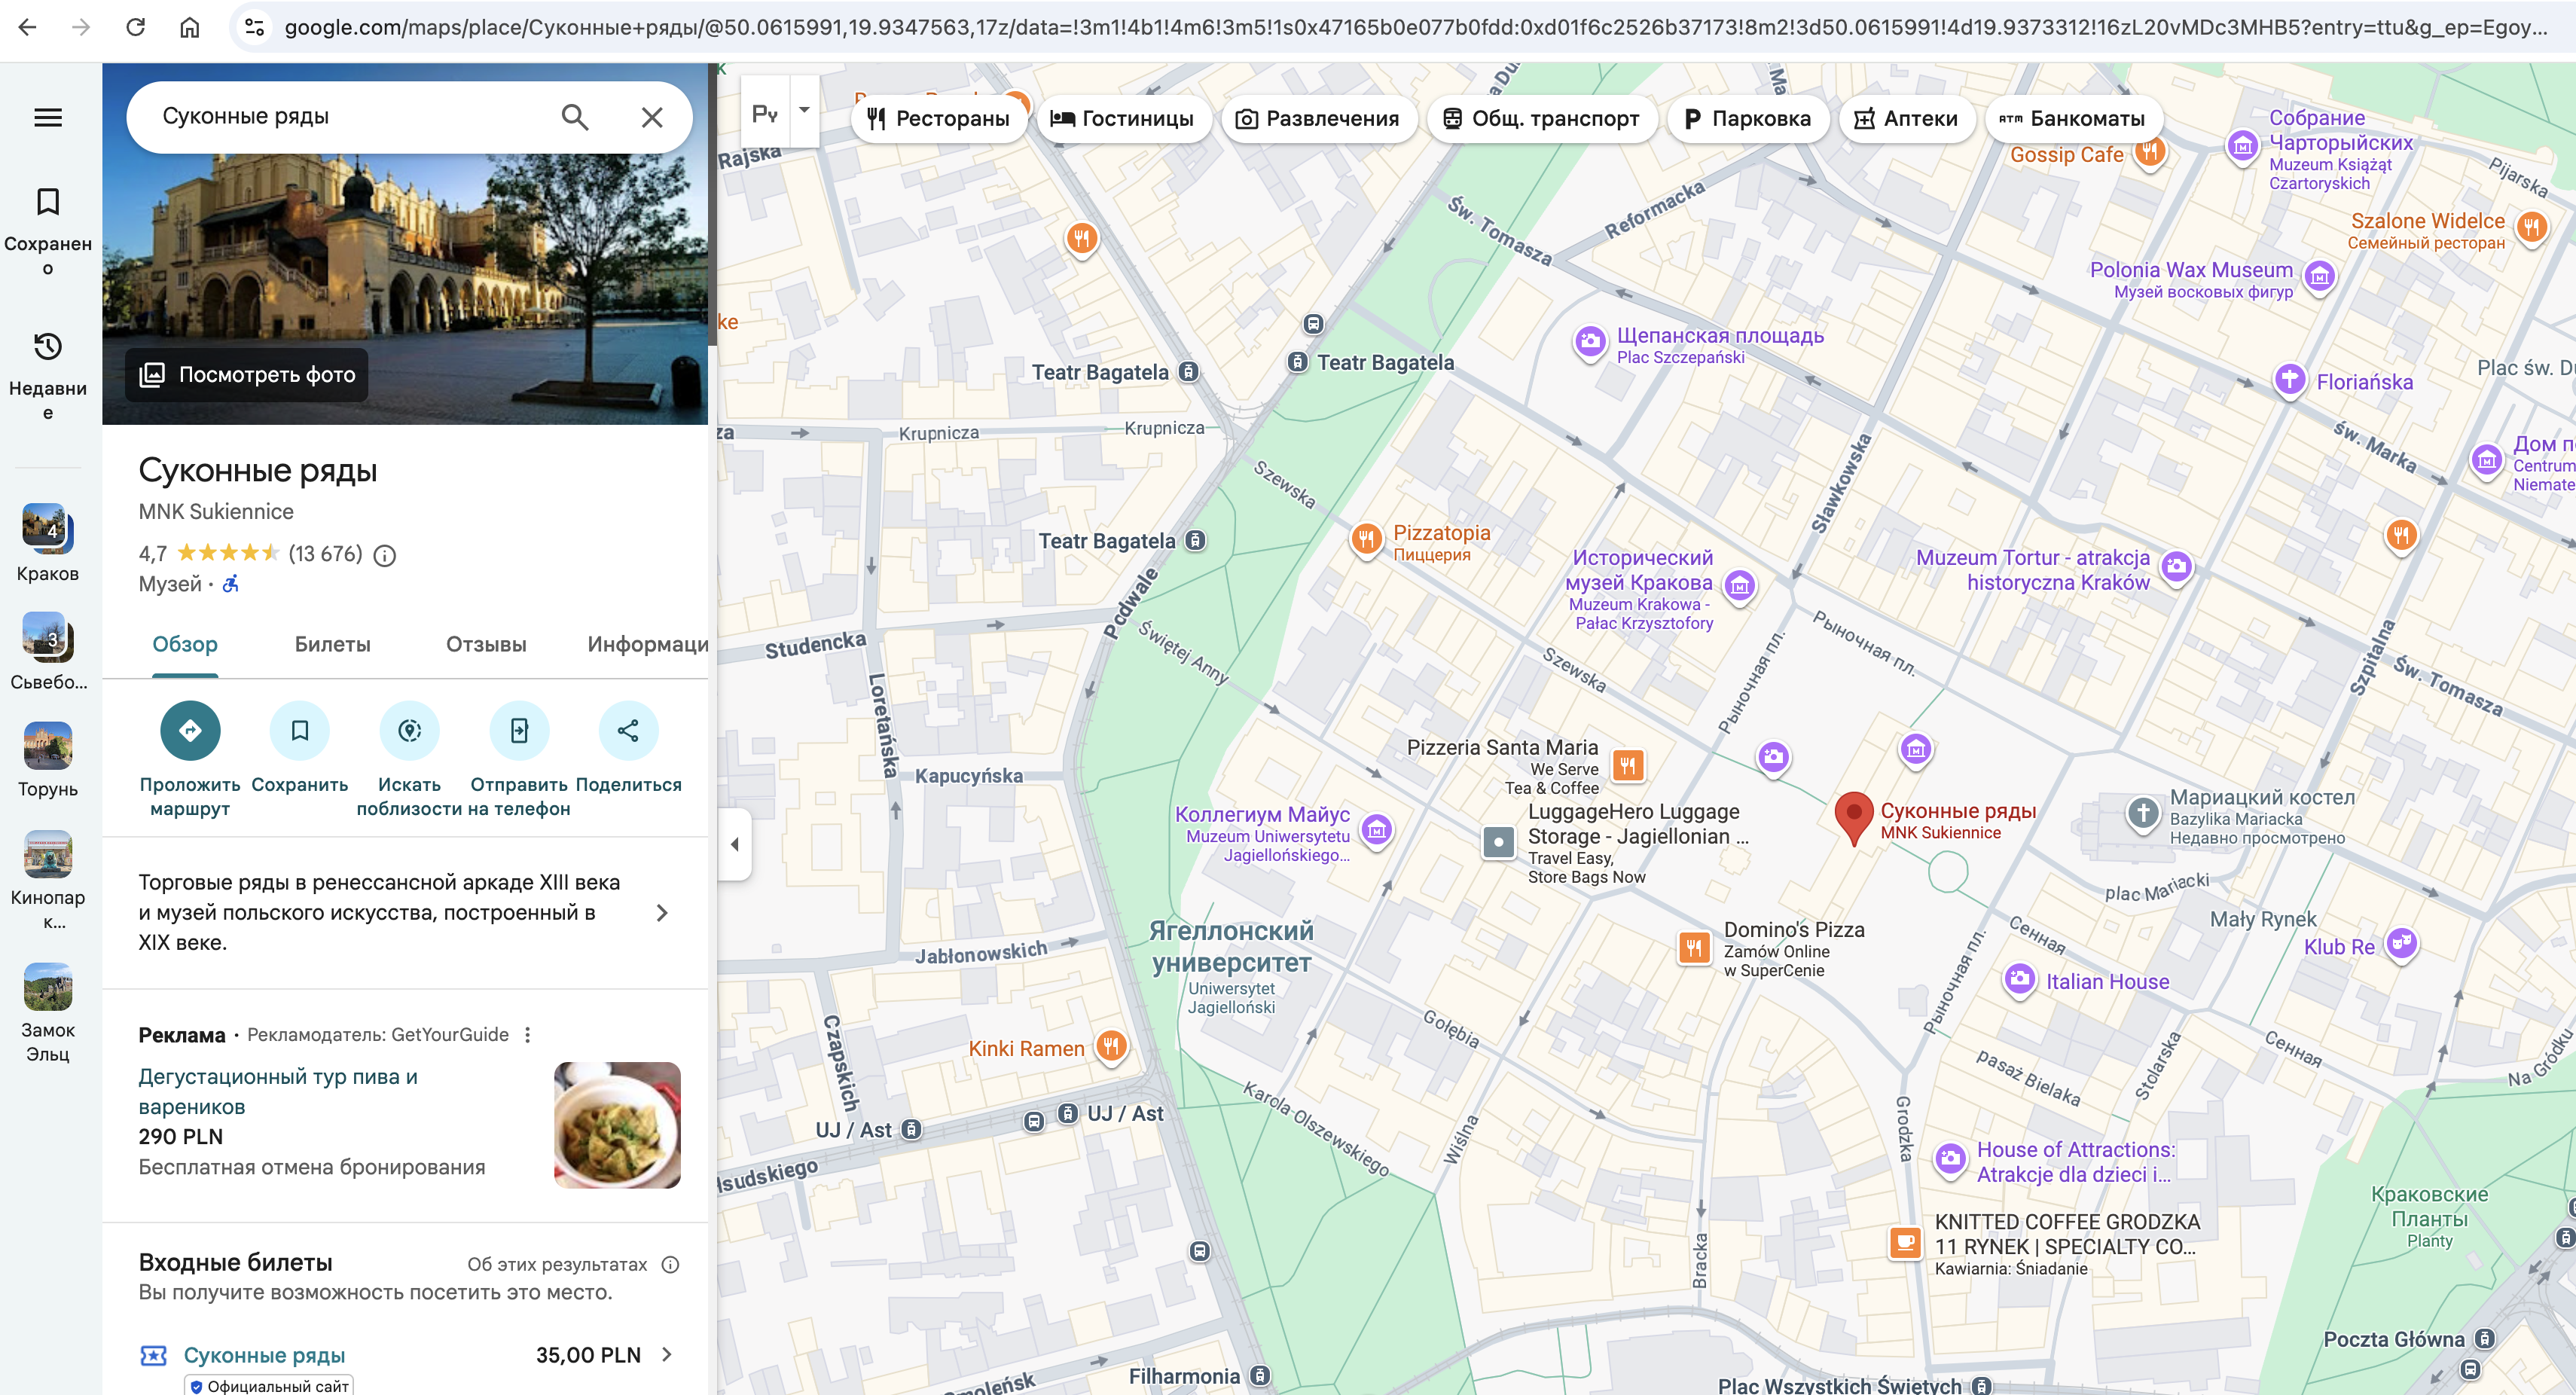 google.com/maps/place/Суконные+ряды/@50.0615991,19.9347563,17z/data=!3m1!4b1!4m6!3m5!1s0x47165b0e077b0fdd:0xd01f6c2526b37173!8m2!3d50.0615991!4d19.9373312!16zL20vMDc3MHB5?entry=ttu&g_ep=Egoy...
Суконные ряды
Сохранен
о
Недавни
е
4
Краков
3
Сьвебо...
Торунь
Кинопар
к...
Замок
Эльц
Посмотреть фото
Суконные ряды
MNK Sukiennice
4,7 (13 676)
Музей ·
Обзор Билеты Отзывы Информаци
Проложить
маршрут
Сохранить
Искать
поблизости
Отправить
на телефон
Поделиться
Торговые ряды в ренессансной аркаде XIII века
и музей польского искусства, построенный в
XIX веке.
Реклама · Рекламодатель: GetYourGuide
Дегустационный тур пива и
вареников
290 PLN
Бесплатная отмена бронирования
Входные билеты
Об этих результатах
Вы получите возможность посетить это место.
Суконные ряды
35,00 PLN
Официальный сайт
Ру
Рестораны
Гостиницы
Развлечения
Общ. транспорт
P Парковка
Аптеки
ATM Банкоматы
Rajska
Gossip Cafe
Собрание
Чарторыйских
Muzeum Książąt
Czartoryskich
Pijarska
Szalone Widelce
Семейный ресторан
Św. Tomasza
Reformacka
Polonia Wax Museum
Музей восковых фигур
ke
Щепанская площадь
Plac Szczepański
Teatr Bagatela
Teatr Bagatela
Floriańska
Plac św. Du
za
Krupnicza
Krupnicza
św. Marka
Дом п
Centrum
Niemate
Szewska
Sławkowska
Teatr Bagatela
Pizzatopia
Пиццерия
Исторический
музей Кракова
Muzeum Krakowa -
Pałac Krzysztofory
Muzeum Tortur - atrakcja
historyczna Kraków
Podwale
Studencka
Świętej Anny
Рыночная пл.
Рыночная пл.
Szewska
Szpitalna
Św. Tomasza
Loretańska
Kapucyńska
Pizzeria Santa Maria
We Serve
Tea & Coffee
Коллегиум Майус
Muzeum Uniwersytetu
Jagiellońskiego...
LuggageHero Luggage
Storage - Jagiellonian ...
Travel Easy,
Store Bags Now
Суконные ряды
MNK Sukiennice
Мариацкий костел
Bazylika Mariacka
Недавно просмотрено
plac Mariacki
Mały Rynek
Ягеллонский
университет
Uniwersytet
Jagielloński
Domino's Pizza
Zamów Online
w SuperCenie
Сенная
Klub Re
Jabłonowskich
Italian House
Рыночная пл.
Gołębia
Czapskich
Kinki Ramen
Сенная
Na Gródku
pasaż Bielaka
Stolarska
Karola Olszewskiego
Wiślna
Grodzka
UJ / Ast
UJ / Ast
łsudskiego
House of Attractions:
Atrakcje dla dzieci i...
Краковские
Планты
Planty
KNITTED COFFEE GRODZKA
11 RYNEK | SPECIALTY CO...
Kawiarnia: Śniadanie
Bracka
Poczta Główna
Filharmonia
Smoleńsk
Plac Wszystkich Świętych